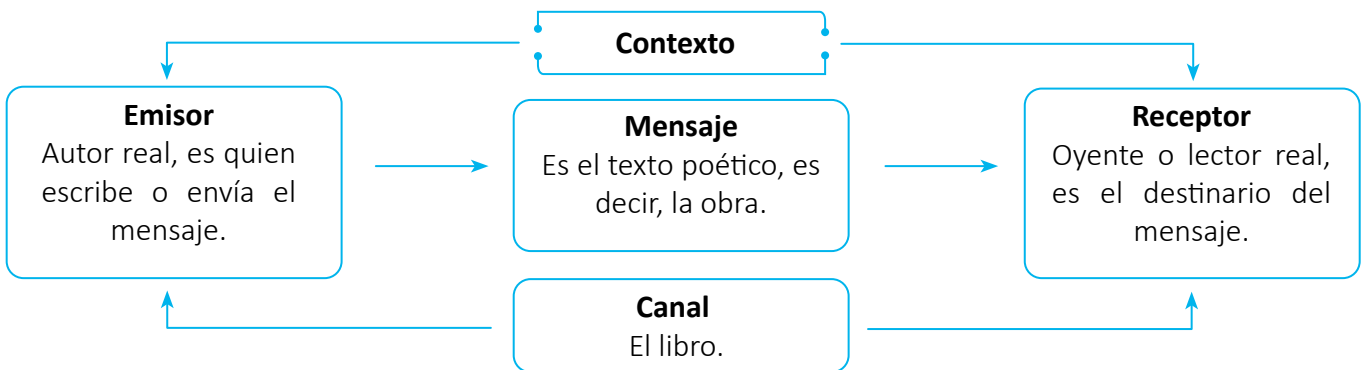 Contexto
Emisor
Autor real, es quien
escribe o envía el
mensaje.
Mensaje
Es el texto poético, es
decir, la obra.
Receptor
Oyente o lector real,
es el destinario del
mensaje.
Canal
El libro.